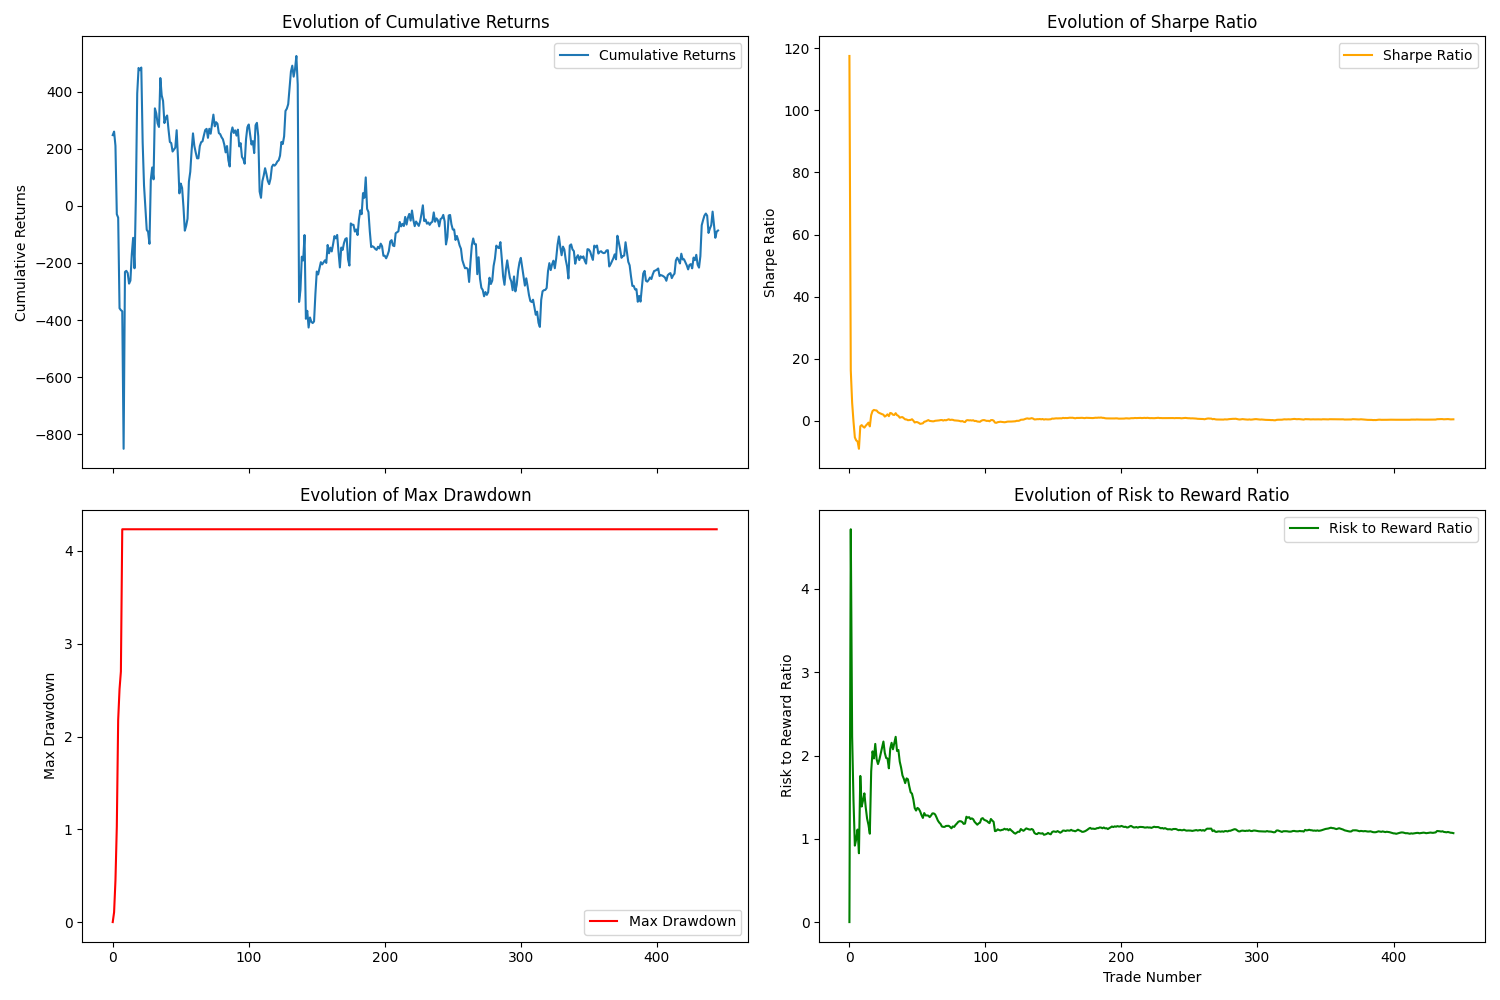 Evolution of Cumulative Returns
Cumulative Returns
Cumulative Returns
400
200
0
−200
−400
−600
−800
Evolution of Sharpe Ratio
Sharpe Ratio
Sharpe Ratio
120
100
80
60
40
20
0
Evolution of Max Drawdown
Max Drawdown
4
3
2
1
0
Max Drawdown
0 100 200 300 400
Evolution of Risk to Reward Ratio
Risk to Reward Ratio
Risk to Reward Ratio
4
3
2
1
0
0 100 200 300 400
Trade Number